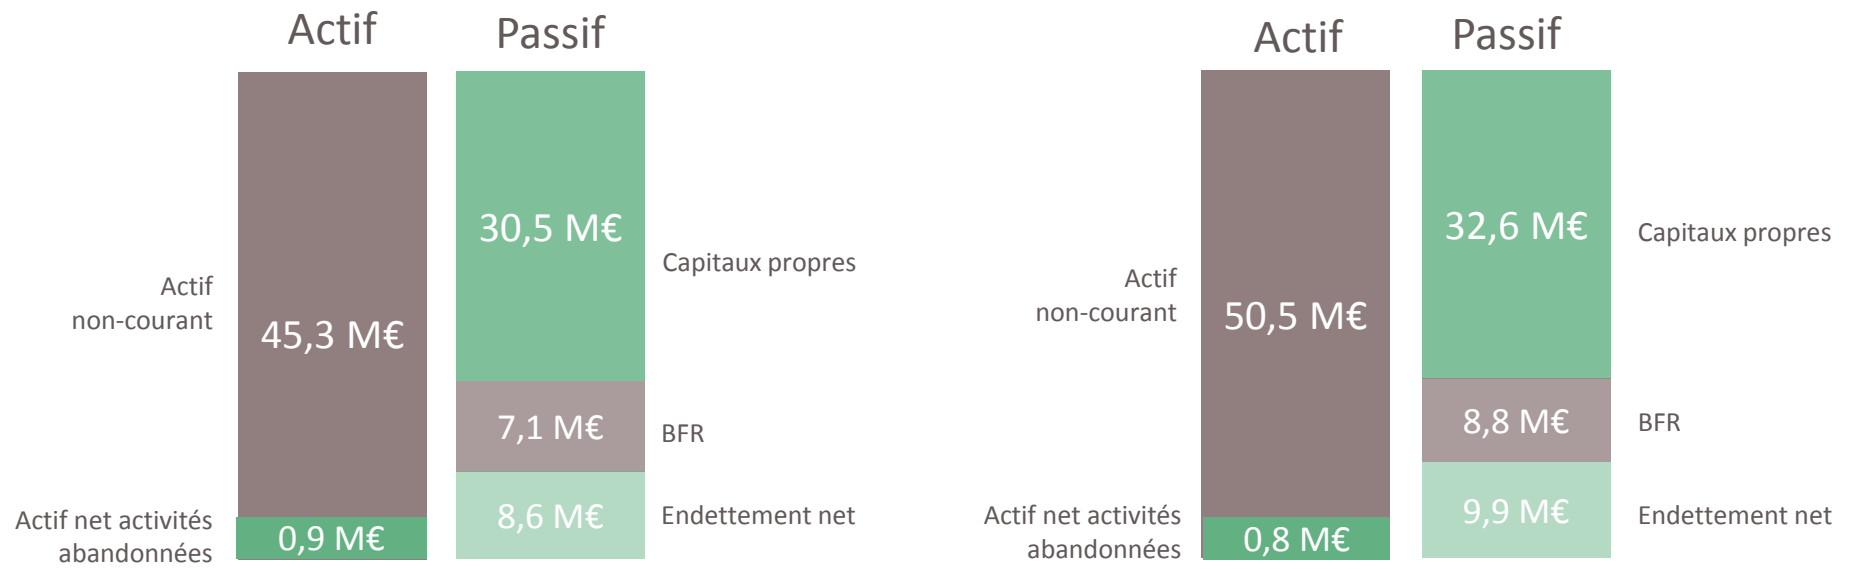 Actif
Passif
Actif
non-courant
45,3 M€
30,5 M€
Capitaux propres
7,1 M€
BFR
Actif net activités
abandonnées
0,9 M€
8,6 M€
Endettement net
Actif
Passif
Actif
non-courant
50,5 M€
32,6 M€
Capitaux propres
8,8 M€
BFR
Actif net activités
abandonnées
0,8 M€
9,9 M€
Endettement net